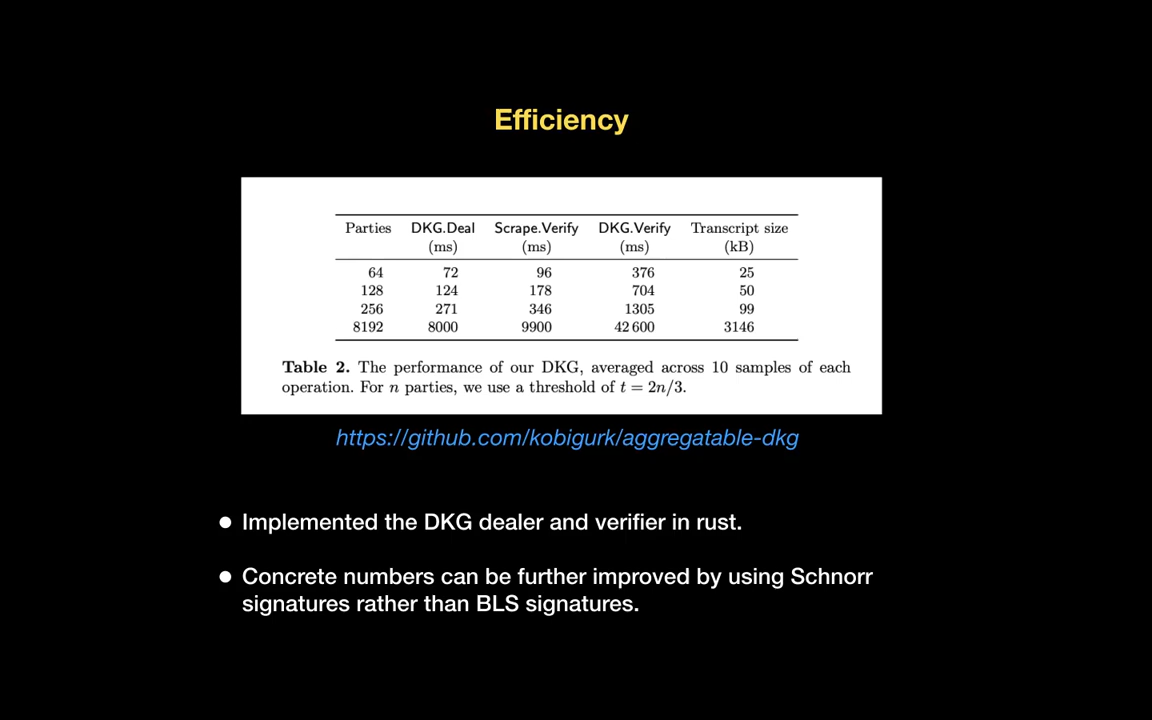 Efficiency
Parties DKG.Deal Scrape.Verify DKG.Verify Transcript size
(ms) (ms) (ms) (kB)
64 72 96 376 25
128 124 178 704 50
256 271 346 1305 99
8192 8000 9900 42 600 3146
Table 2. The performance of our DKG, averaged across 10 samples of each
operation. For n parties, we use a threshold of t = 2n/3.
https://github.com/kobigurk/aggregatable-dkg
● Implemented the DKG dealer and verifier in rust.
● Concrete numbers can be further improved by using Schnorr
signatures rather than BLS signatures.